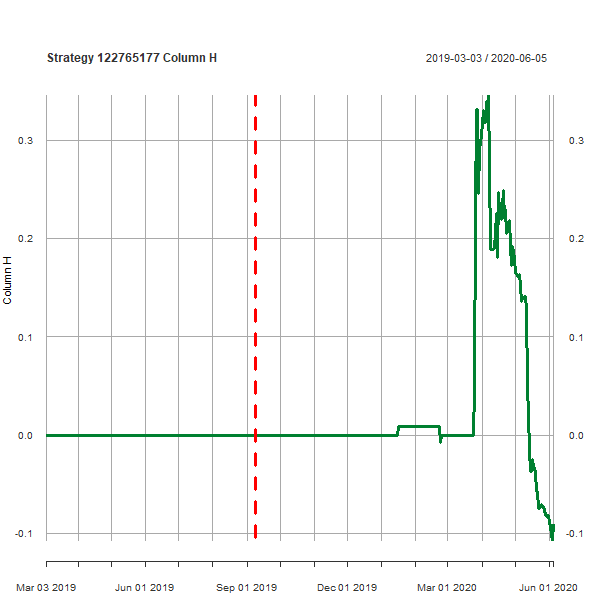 Strategy 122765177 Column H
2019-03-03 / 2020-06-05
0.3
0.3
0.2
0.2
0.1
0.1
0.0
0.0
-0.1
-0.1
Column H
Mar 03 2019
Jun 01 2019
Sep 01 2019
Dec 01 2019
Mar 01 2020
Jun 01 2020